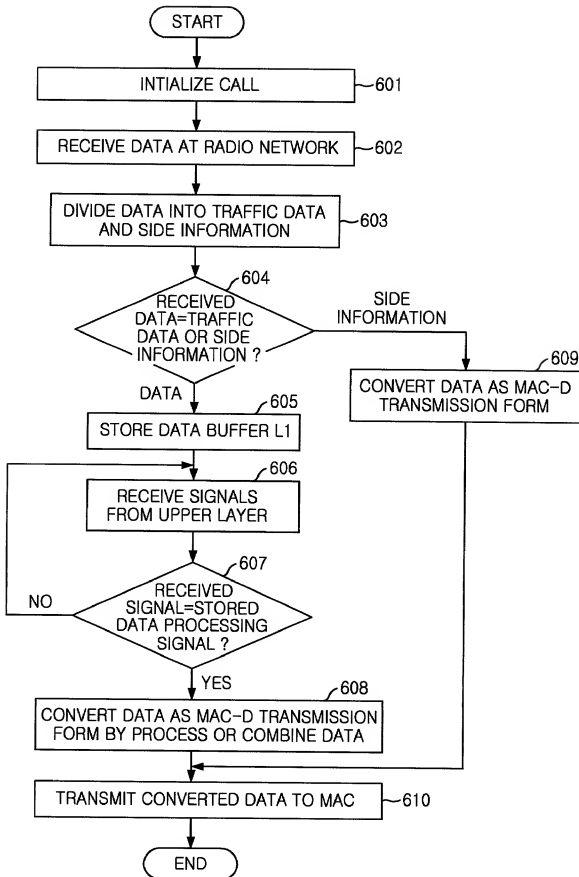 START
INTIALIZE CALL
601
RECEIVE DATA AT RADIO NETWORK
602
DIVIDE DATA INTO TRAFFIC DATA
AND SIDE INFORMATION
603
604
RECEIVED
DATA=TRAFFIC
DATA OR SIDE
INFORMATION ?
SIDE
INFORMATION
DATA
609
CONVERT DATA AS MAC-D
TRANSMISSION FORM
605
STORE DATA BUFFER L1
606
RECEIVE SIGNALS
FROM UPPER LAYER
607
RECEIVED
SIGNAL=STORED
DATA PROCESSING
SIGNAL ?
NO
YES
608
CONVERT DATA AS MAC-D TRANSMISSION
FORM BY PROCESS OR COMBINE DATA
TRANSMIT CONVERTED DATA TO MAC
610
END